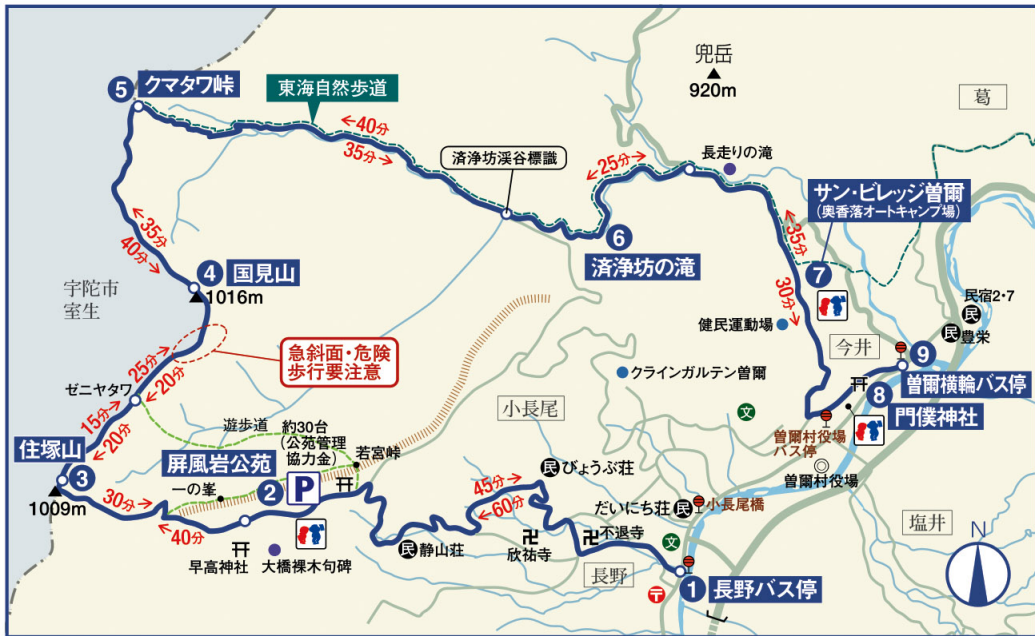 兜岳
920m
葛
5 クマタワ峠
東海自然歩道
←40分
35分→
済浄坊渓谷標識
←25分→
長走りの滝
サン・ビレッジ曽爾
(奥香落オートキャンプ場)
7
←35分
30分→
6
済浄坊の滝
←35分
40分→
4 国見山
1016m
宇陀市
室生
急斜面・危険
歩行要注意
25分→
←20分
ゼニヤタワ
15分→
←20分
健民運動場
民宿2・7
民
民 豊栄
今井
9
曽爾横輪バス停
8
門僕神社
クラインガルテン曽爾
文
曽爾村役場
バス停
曽爾村役場
小長尾
遊歩道
約30台
(公苑管理
協力金)
若宮峠
住塚山
3
1009m
屏風岩公苑
2 P
一の峯
30分→
←40分
早高神社
大橋裸木句碑
民 びょうぶ荘
45分→
←60分
だいにち荘 民
小長尾橋
民 静山荘
欣祐寺
不退寺
文
長野
塩井
1 長野バス停
N